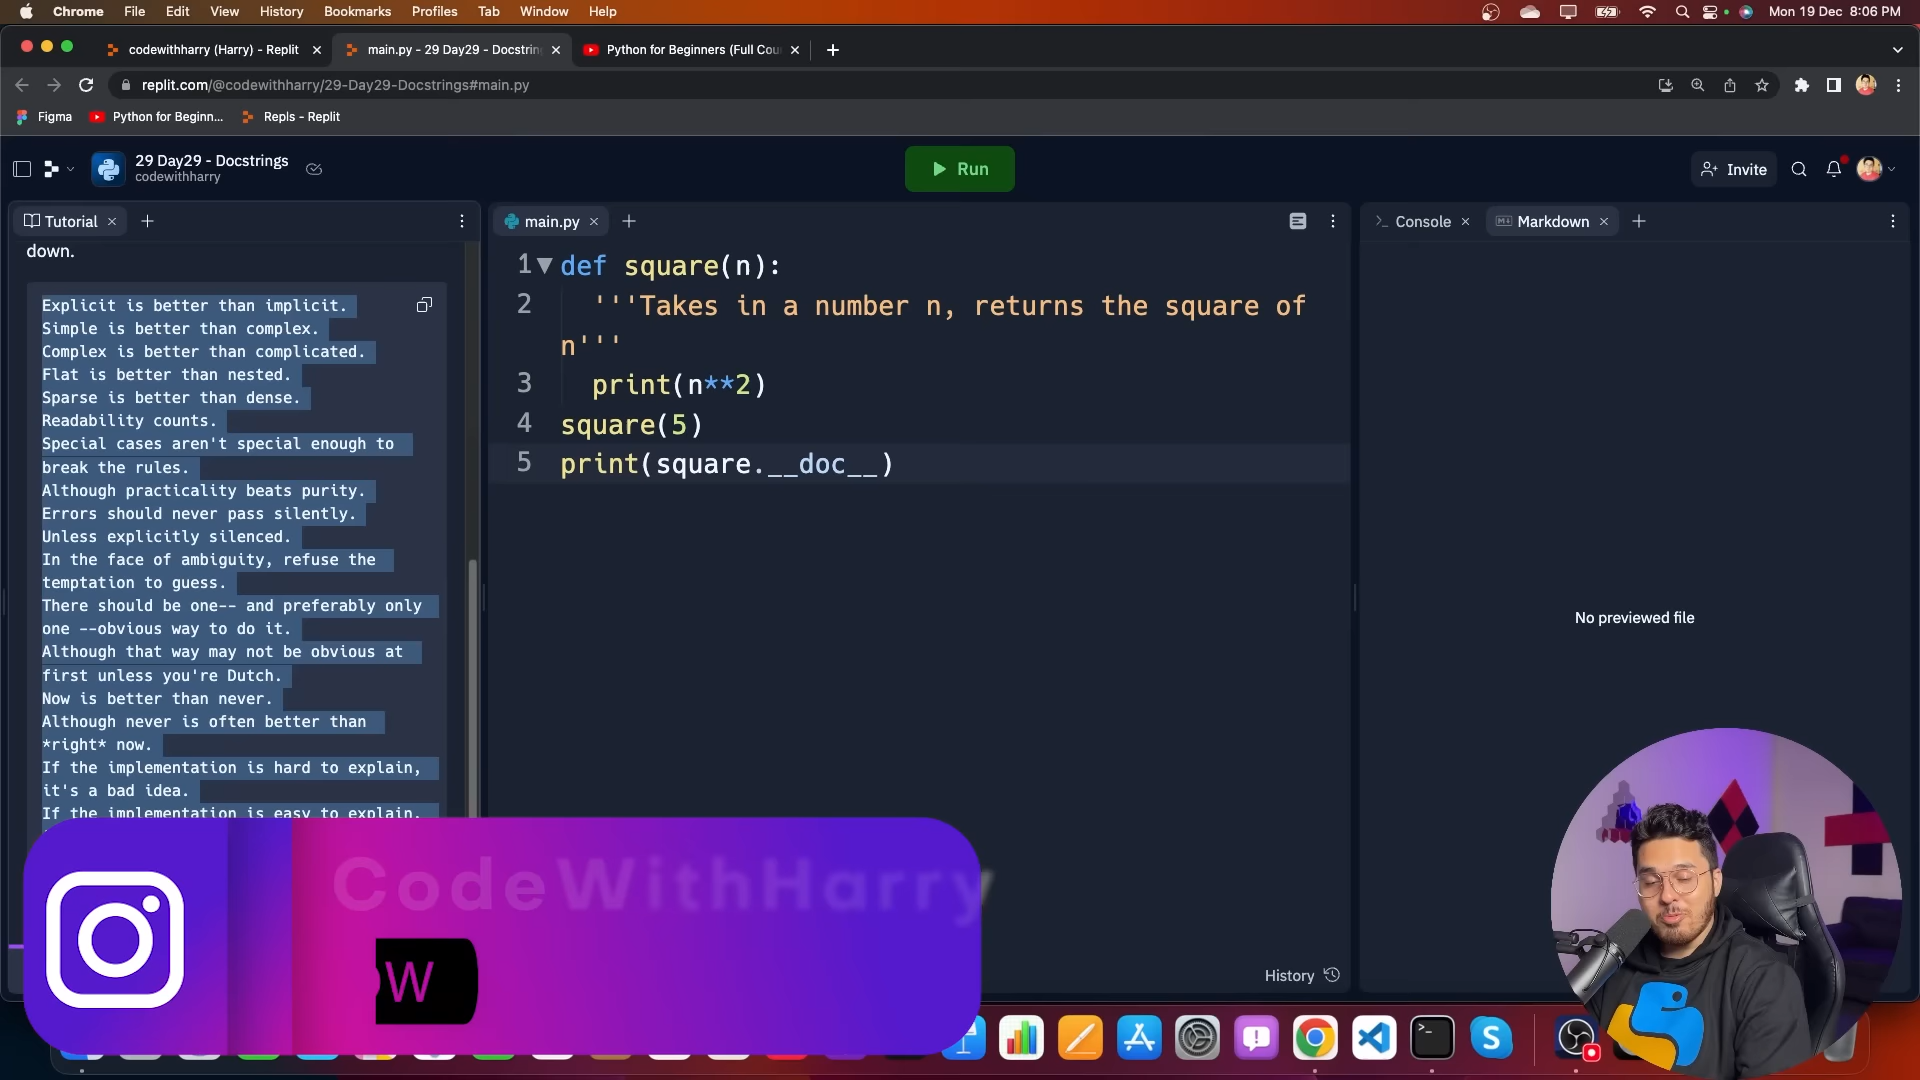 Chrome File Edit View History Bookmarks Profiles Tab Window Help Mon 19 Dec 8:06 PM
codewithharry (Harry) - Replit main.py - 29 Day29 - Docstrin Python for Beginners (Full Cou
replit.com/@codewithharry/29-Day29-Docstrings#main.py
Figma Python for Beginn... Repls - Replit
29 Day29 - Docstrings
codewithharry
Run
Invite
Tutorial
down.
Explicit is better than implicit.
Simple is better than complex.
Complex is better than complicated.
Flat is better than nested.
Sparse is better than dense.
Readability counts.
Special cases aren't special enough to
break the rules.
Although practicality beats purity.
Errors should never pass silently.
Unless explicitly silenced.
In the face of ambiguity, refuse the
temptation to guess.
There should be one-- and preferably only
one --obvious way to do it.
Although that way may not be obvious at
first unless you're Dutch.
Now is better than never.
Although never is often better than
*right* now.
If the implementation is hard to explain,
it's a bad idea.
If the implementation is easy to explain,
main.py
1 def square(n):
2 '''Takes in a number n, returns the square of
n'''
3 print(n**2)
4 square(5)
5 print(square.__doc__)
History
Console Markdown
No previewed file
CodeWithHarry
W